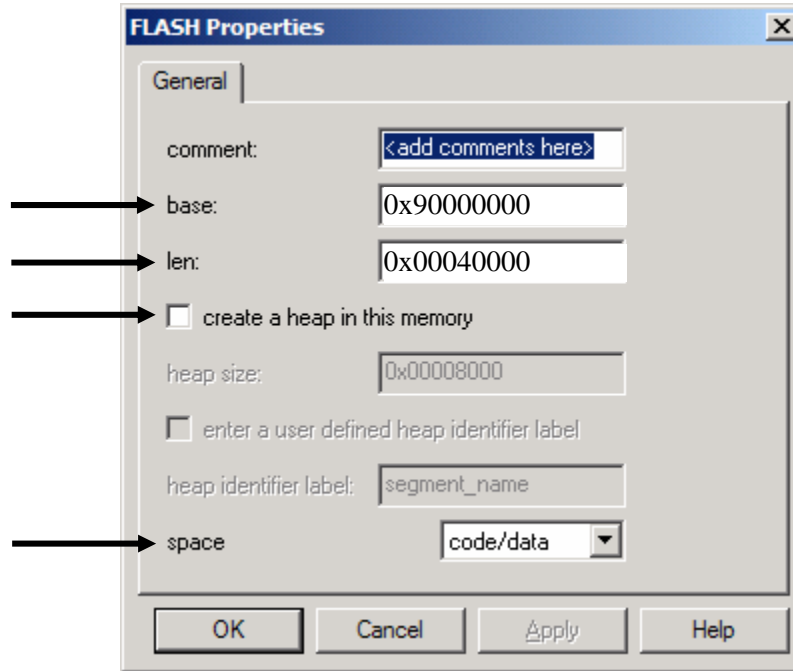 FLASH Properties
General
comment: <add comments here>
base: 0x90000000
len: 0x00040000
create a heap in this memory
heap size: 0x00008000
enter a user defined heap identifier label
heap identifier label: segment_name
space code/data
OK Cancel Apply Help